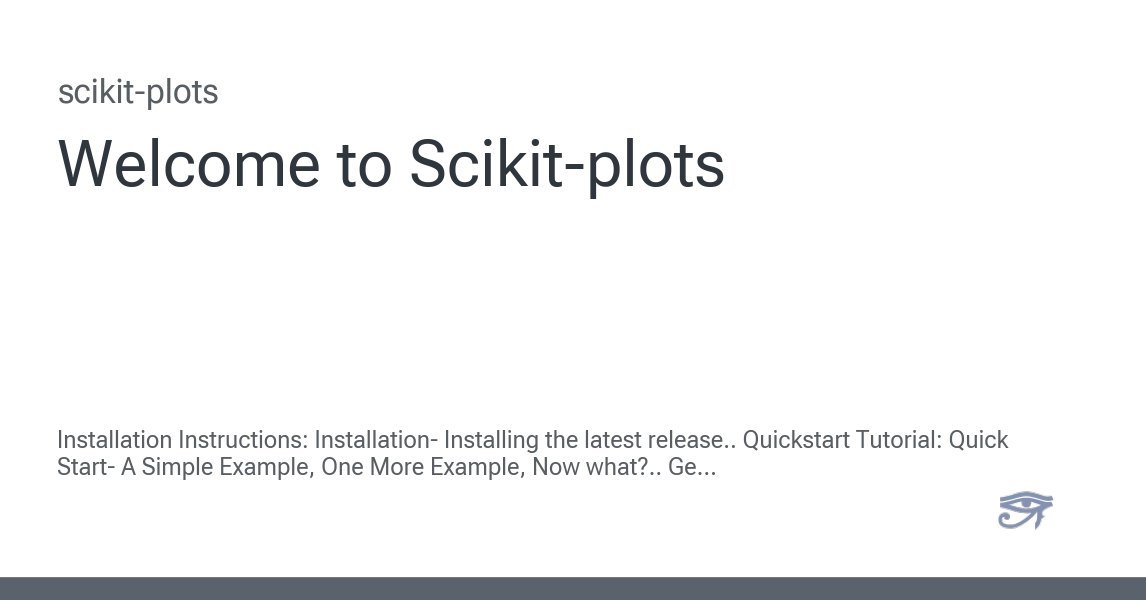 scikit-plots
Welcome to Scikit-plots
Installation Instructions: Installation- Installing the latest release.. Quickstart Tutorial: Quick
Start- A Simple Example, One More Example, Now what?.. Ge...